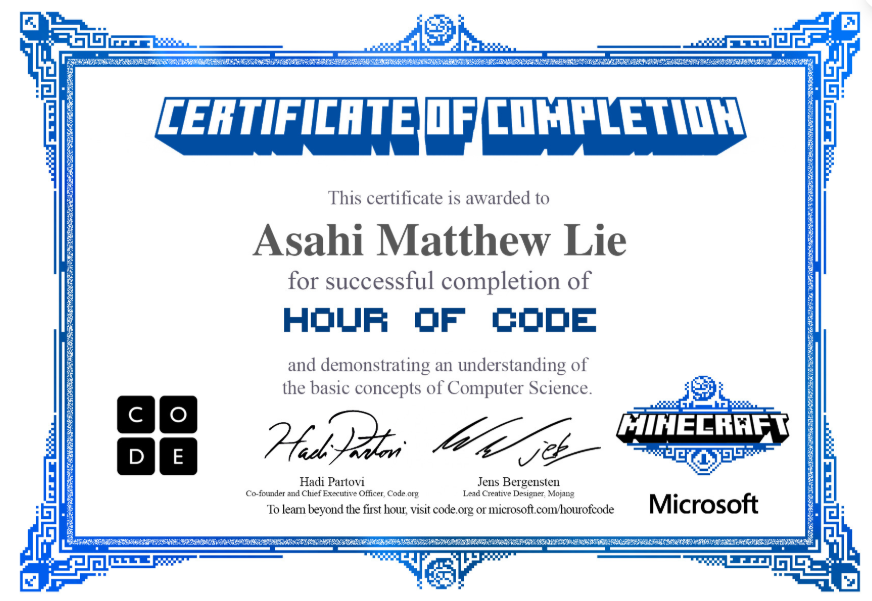 CERTIFICATE OF COMPLETION
This certificate is awarded to
Asahi Matthew Lie
for successful completion of
HOUR OF CODE
and demonstrating an understanding of
the basic concepts of Computer Science.
C O
D E
Hadi Partovi
jeb
Hadi Partovi
Co-founder and Chief Executive Officer, Code.org
Jens Bergensten
Lead Creative Designer, Mojang
To learn beyond the first hour, visit code.org or microsoft.com/hourofcode
MINECRAFT
Microsoft